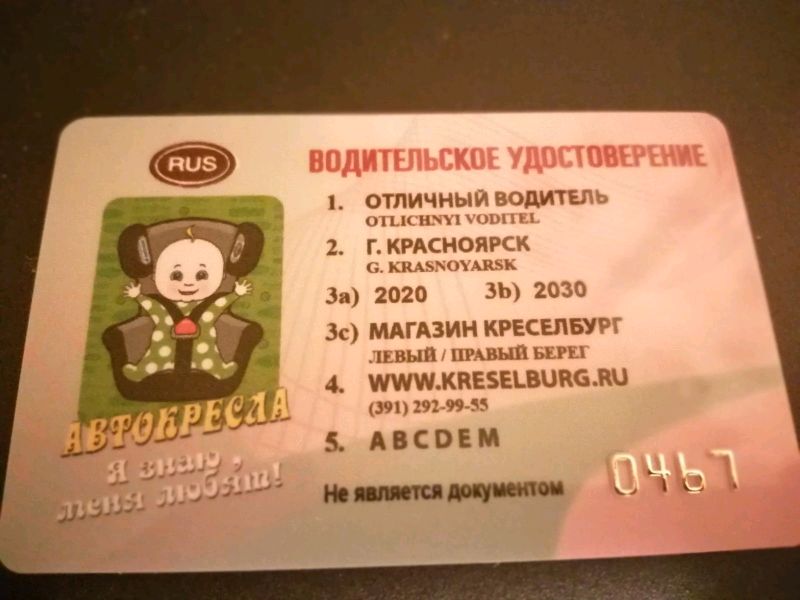 RUS
ВОДИТЕЛЬСКОЕ УДОСТОВЕРЕНИЕ
1. ОТЛИЧНЫЙ ВОДИТЕЛЬ
OTLICHNYI VODITEL
2. Г. КРАСНОЯРСК
G. KRASNOYARSK
3a) 2020 3b) 2030
3c) МАГАЗИН КРЕСЕЛБУРГ
ЛЕВЫЙ / ПРАВЫЙ БЕРЕГ
4. WWW.KRESELBURG.RU
(391) 292-99-55
5. ABCDEM
Не является документом
0467
АВТОКРЕСЛА
Я знаю,
меня любят!